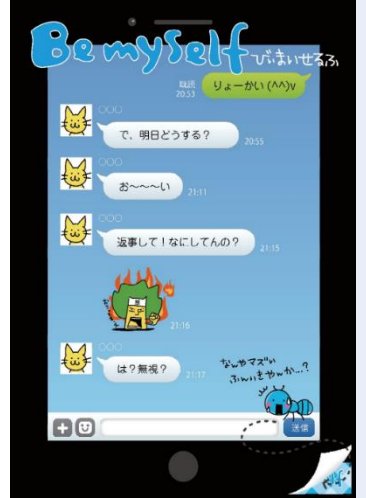 Be myself
びぃまいせるふ
りょーかい (^^)v
既読
20:53
○○○
で、明日どうする？
20:55
○○○
お～～～い
21:11
○○○
返事して！なにしてんの？
21:15
21:16
○○○
は？無視？
21:17
なんやマズい
ふんいきやんか…？
送信